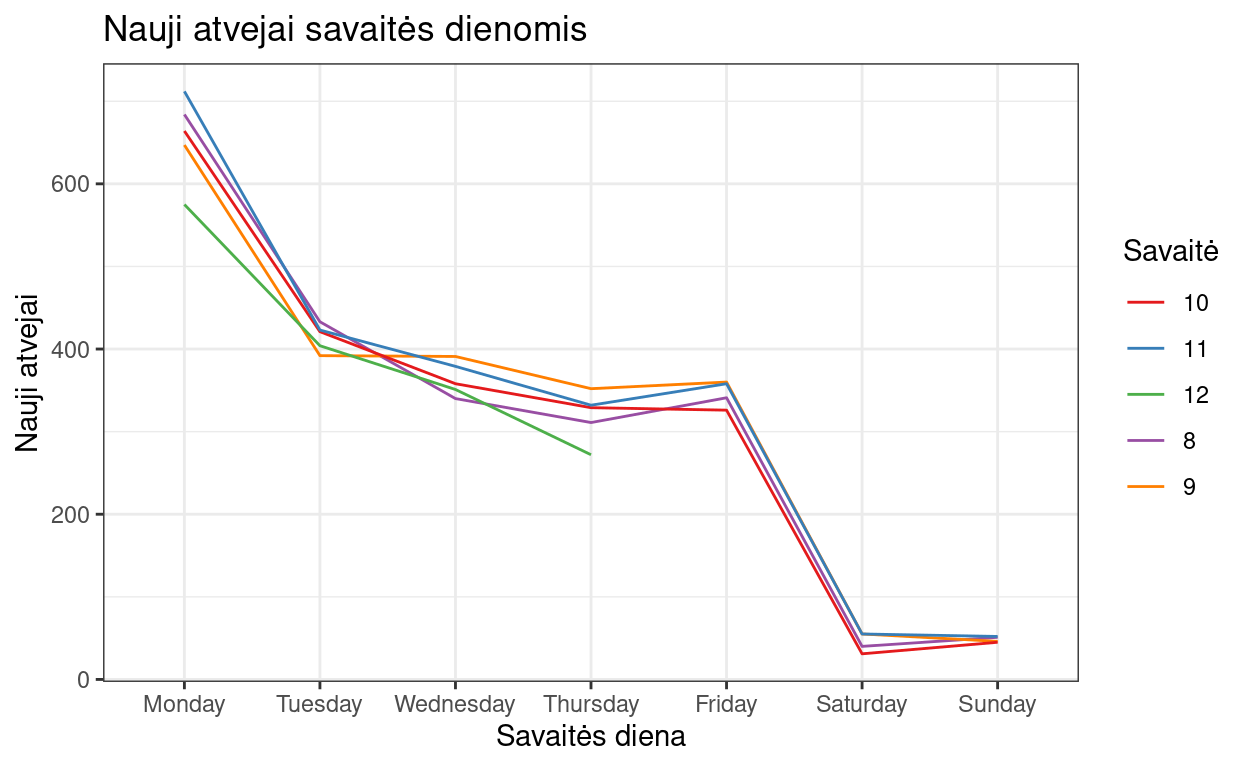 Nauji atvejai savaitės dienomis
Nauji atvejai
600
400
200
0
Monday Tuesday Wednesday Thursday Friday Saturday Sunday
Savaitės diena
Savaitė
10
11
12
8
9